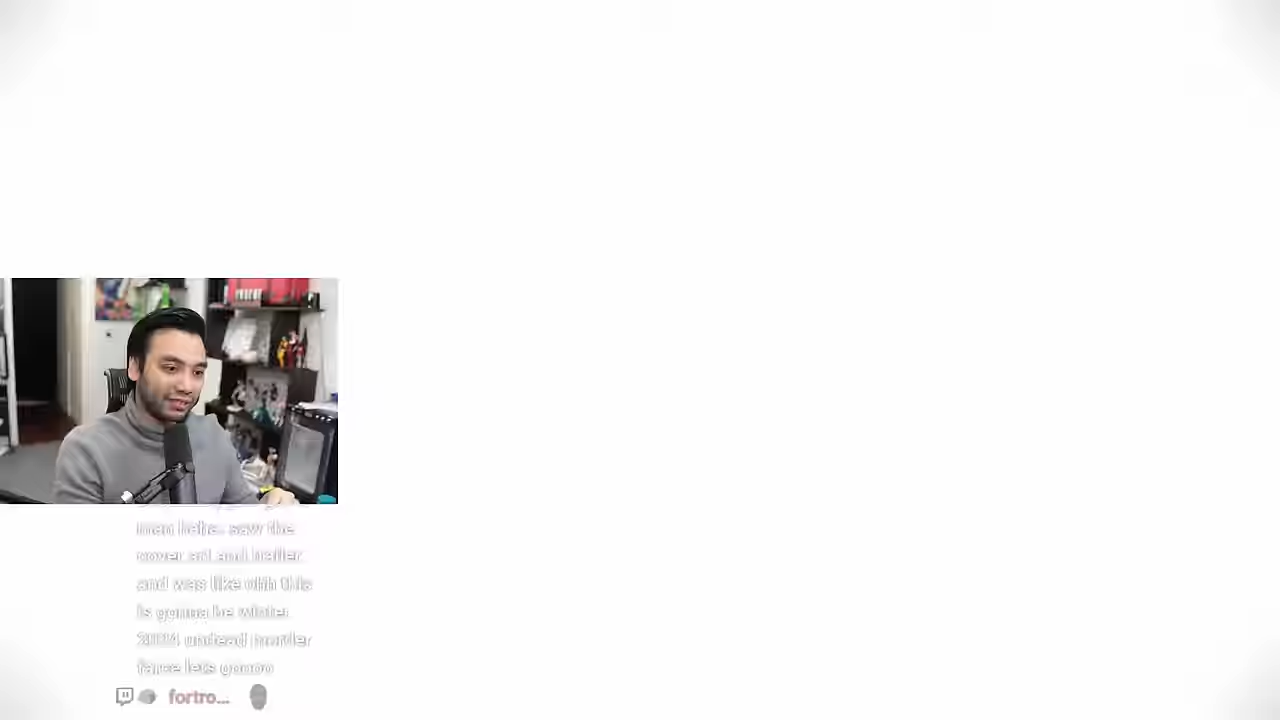 man hehe. saw the
cover art and trailer
and was like ohh this
is gonna be winter
2024 undead murder
farce lets goooo
fortro...